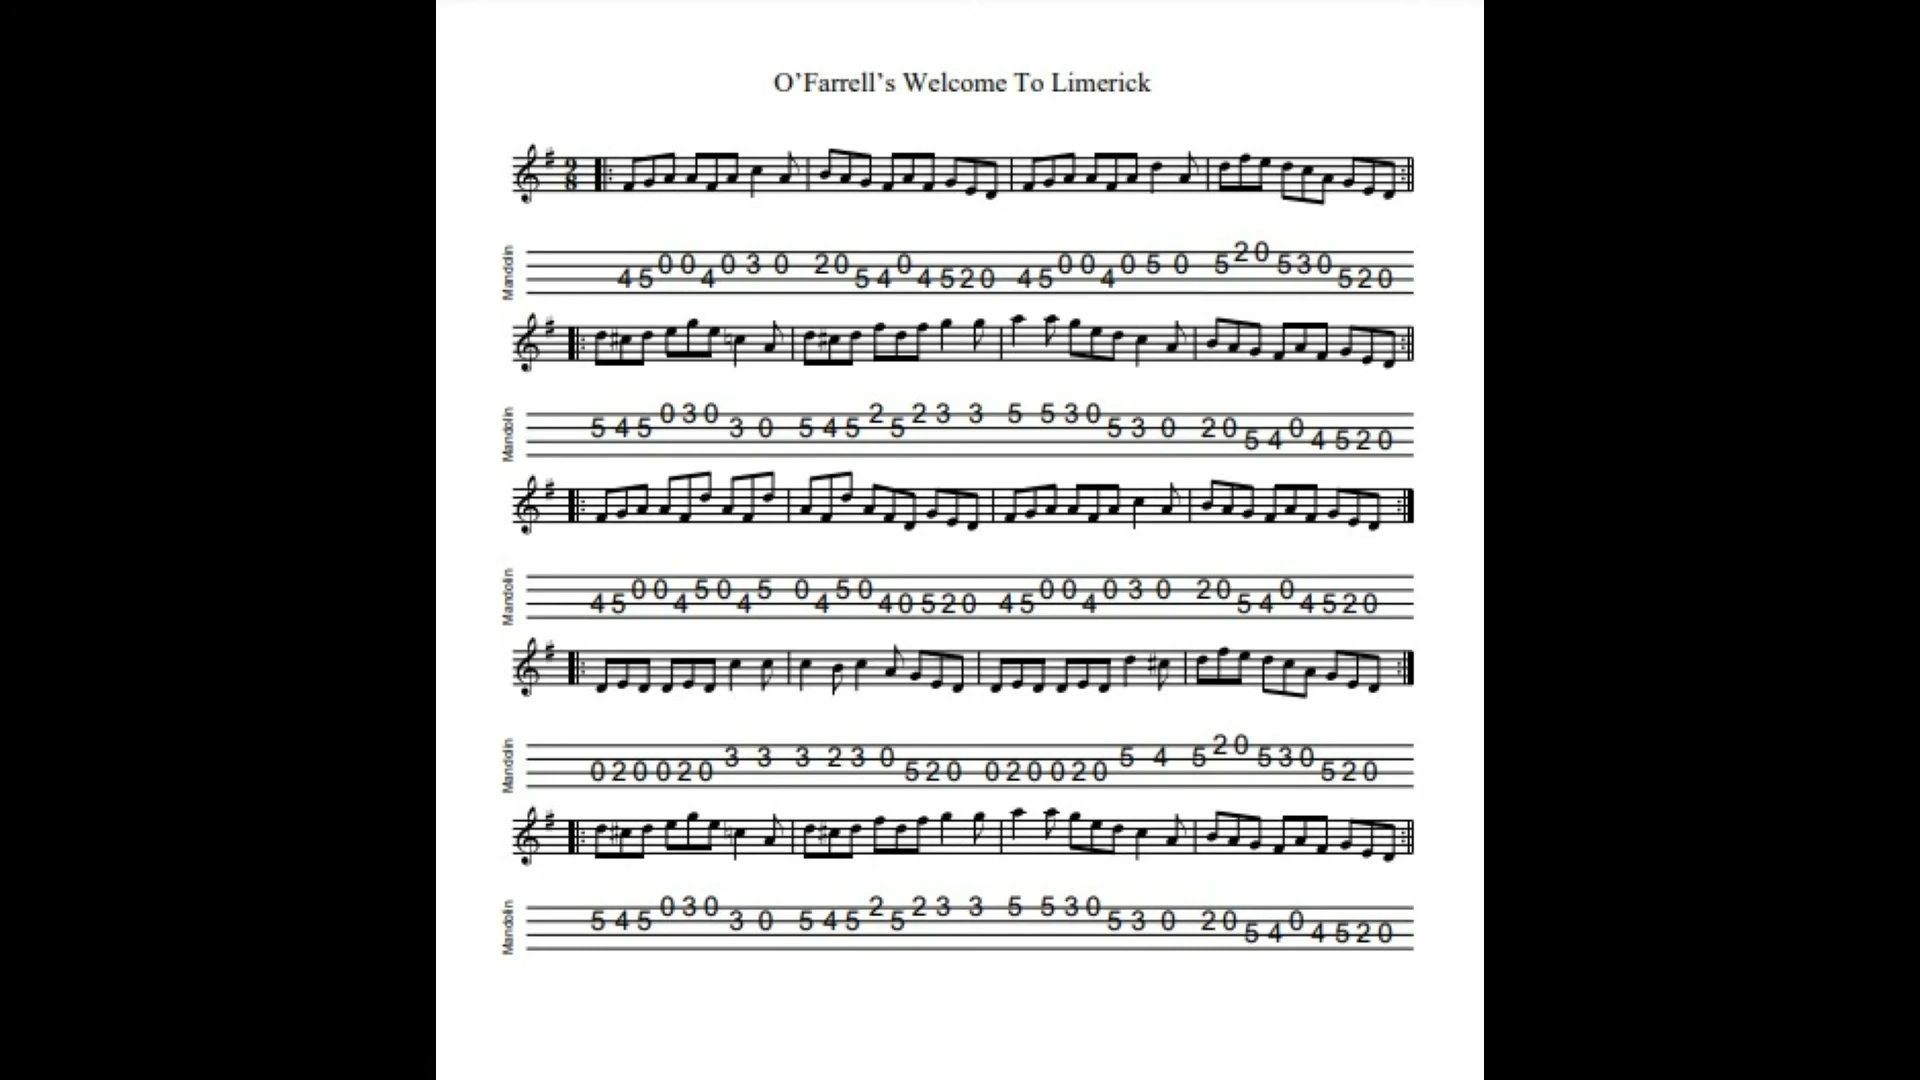 O'Farrell's Welcome To Limerick
9
8
Mandolin
4 5 0 0 4 0 3 0 2 0 5 4 0 4 5 2 0 4 5 0 0 4 0 5 0 5 2 0 5 3 0 5 2 0
Mandolin
5 4 5 0 3 0 3 0 5 4 5 2 5 2 3 3 5 5 3 0 5 3 0 2 0 5 4 0 4 5 2 0
Mandolin
4 5 0 0 4 5 0 4 5 0 4 5 0 4 0 5 2 0 4 5 0 0 4 0 3 0 2 0 5 4 0 4 5 2 0
Mandolin
0 2 0 0 2 0 3 3 3 2 3 0 5 2 0 0 2 0 0 2 0 5 4 5 2 0 5 3 0 5 2 0
Mandolin
5 4 5 0 3 0 3 0 5 4 5 2 5 2 3 3 5 5 3 0 5 3 0 2 0 5 4 0 4 5 2 0